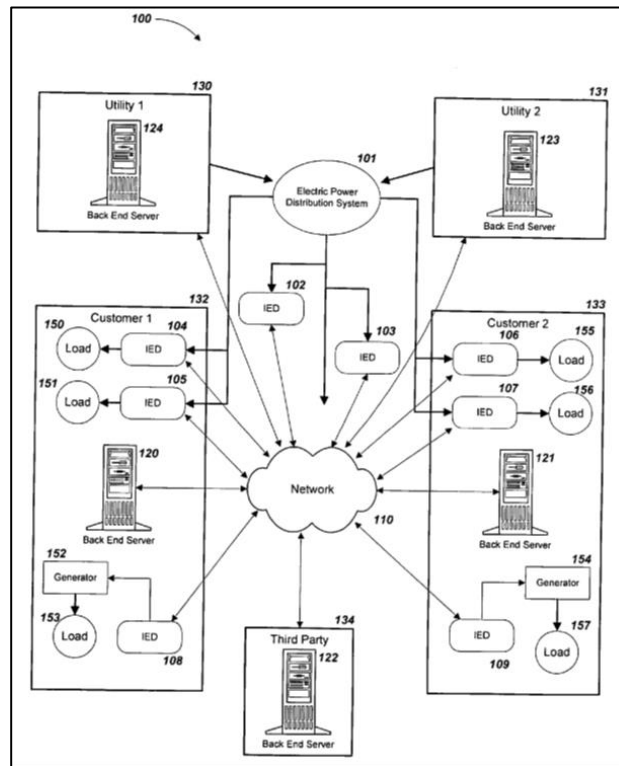 100
130
Utility 1
124
Back End Server
131
Utility 2
123
Back End Server
101
Electric Power
Distribution System
102
IED
103
IED
132
Customer 1
150
Load
104
IED
151
Load
105
IED
120
Back End Server
152
Generator
153
Load
IED
108
133
Customer 2
106
IED
155
Load
107
IED
156
Load
121
Back End Server
154
Generator
IED
109
157
Load
Network
110
134
Third Party
122
Back End Server